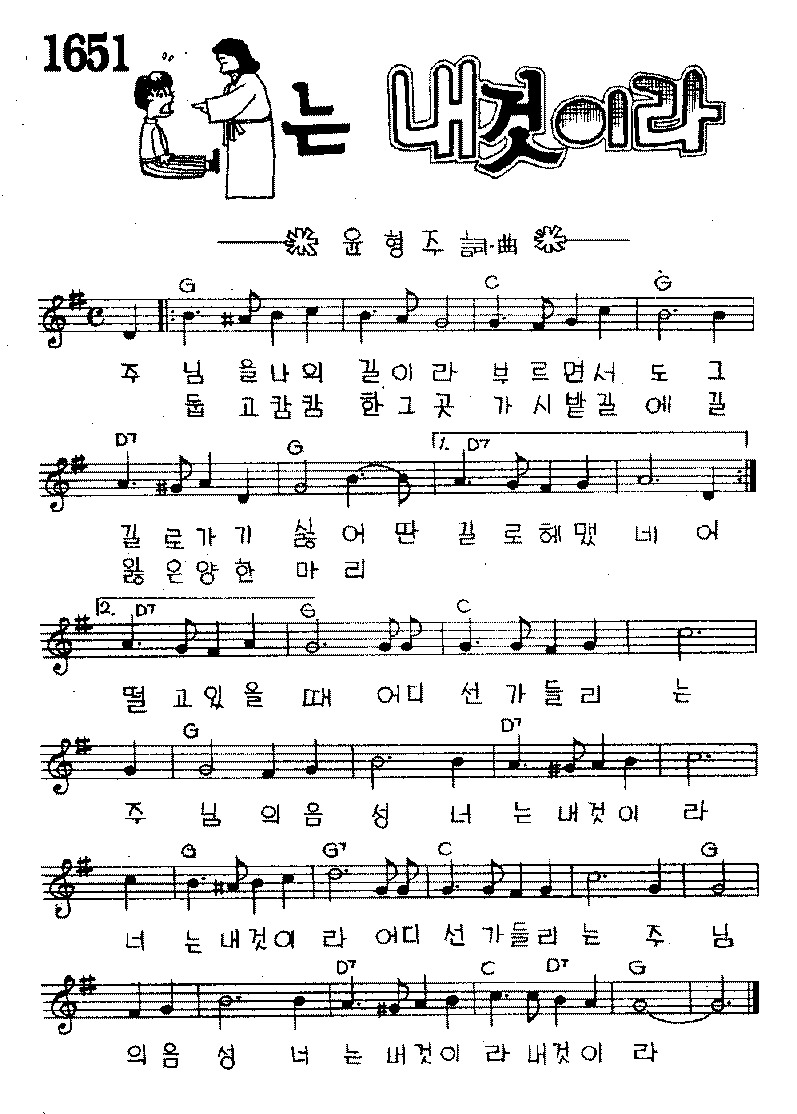 1651
는 내것이라
윤형주 詞·曲
G C G
주 님 을 나 의 길 이 라 부 르 면 서 도 그
둡 고 캄 캄 한 그 곳 가 시 밭 길 에 길
D7 G 1. D7
길 로 가 기 싫 어 딴 길 로 헤 맸 네 어
잃 은 양 한 마 리
2. D7 G C
떨 고 있 을 때 어디 선 가 들 리 는
G D7
주 님 의 음 성 너 는 내 것 이 라
G G7 C G
너 는 내 것 이 라 어디 선 가 들 리 는 주 님
D7 C D7 G
의 음 성 너 는 내 것 이 라 내 것 이 라